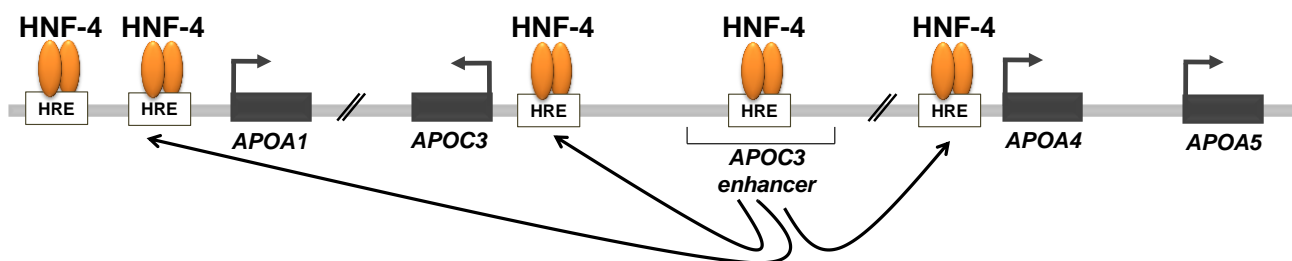 HNF-4 HNF-4 HNF-4 HNF-4 HNF-4
HRE HRE HRE HRE HRE
APOA1 APOC3 APOC3 APOA4 APOA5
enhancer